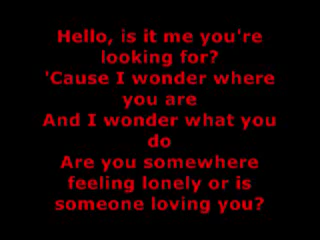 Hello, is it me you're
looking for?
'Cause I wonder where
you are
And I wonder what you
do
Are you somewhere
feeling lonely or is
someone loving you?